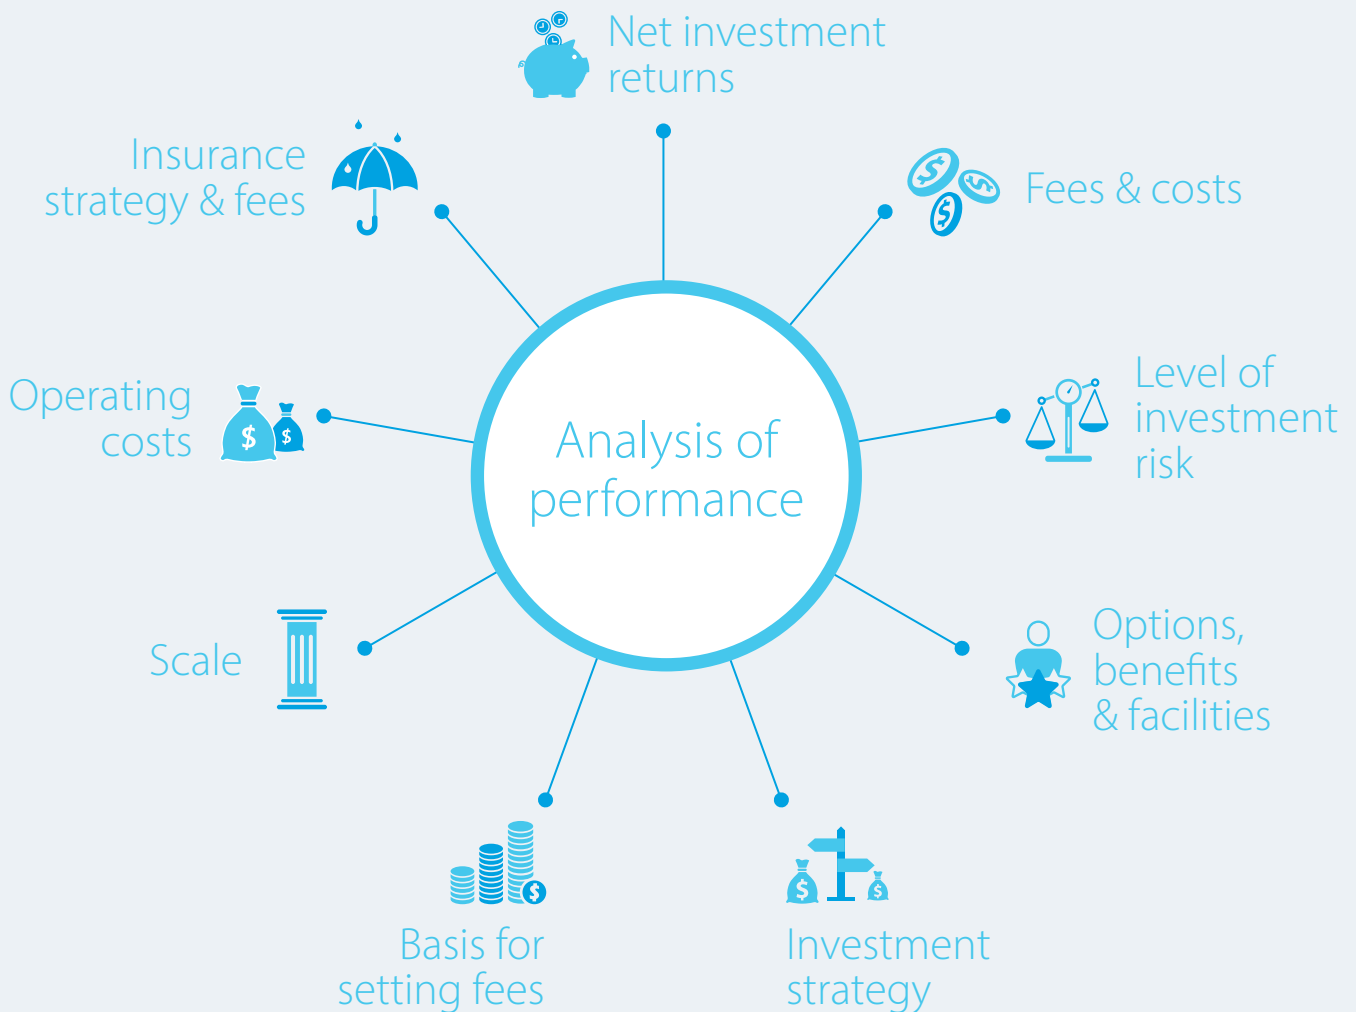 Net investment
returns
Insurance
strategy & fees
Fees & costs
Level of
investment
risk
Operating
costs
Analysis of
performance
Options,
benefits
& facilities
Scale
Basis for
setting fees
Investment
strategy